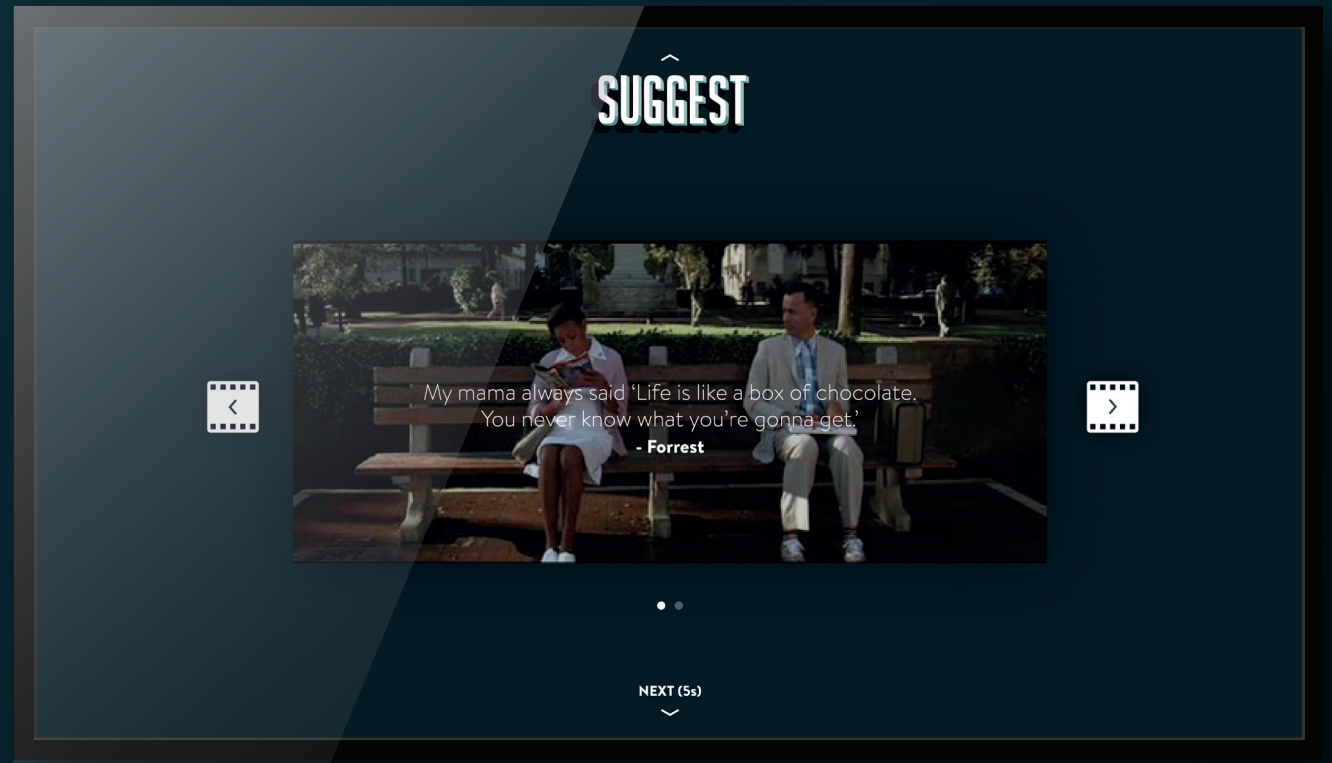 SUGGEST
My mama always said ‘Life is like a box of chocolate.
You never know what you’re gonna get.’
- Forrest
NEXT (5s)